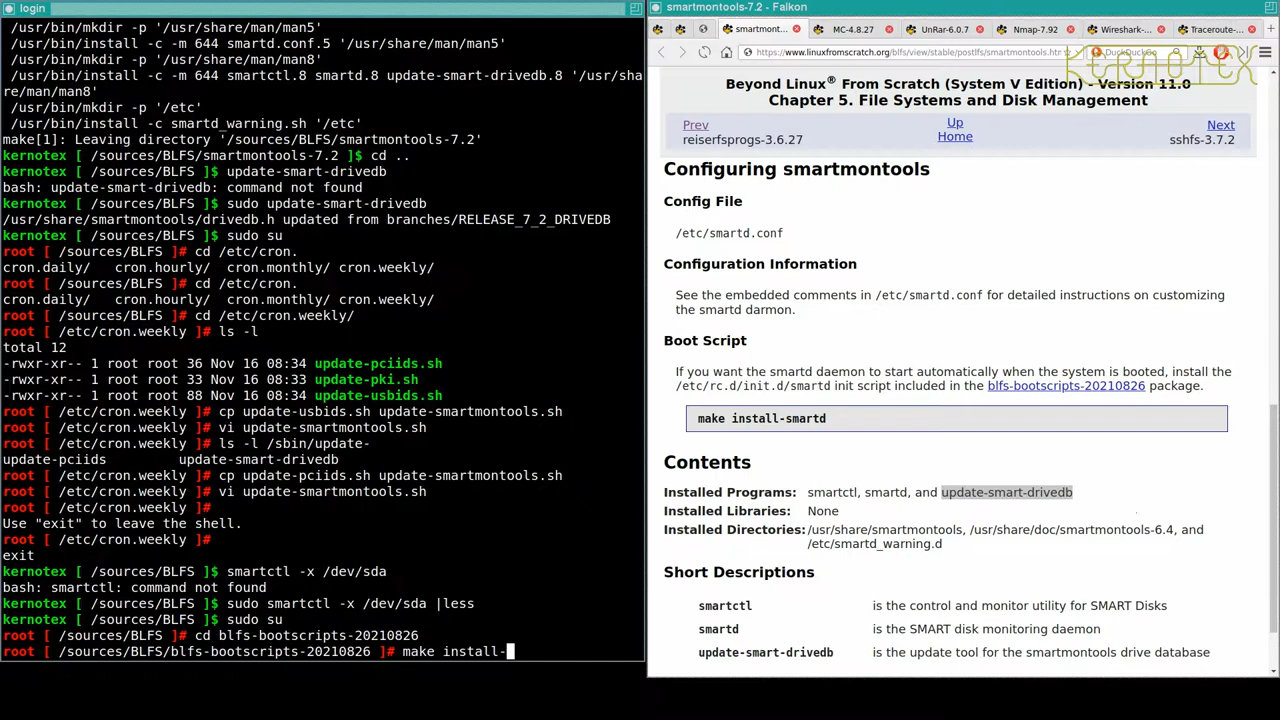 login
/usr/bin/mkdir -p '/usr/share/man/man5'
/usr/bin/install -c -m 644 smartd.conf.5 '/usr/share/man/man5'
/usr/bin/mkdir -p '/usr/share/man/man8'
/usr/bin/install -c -m 644 smartctl.8 smartd.8 update-smart-drivedb.8 '/usr/sha
re/man/man8'
/usr/bin/mkdir -p '/etc'
/usr/bin/install -c smartd_warning.sh '/etc'
make[1]: Leaving directory '/sources/BLFS/smartmontools-7.2'
kernotex [ /sources/BLFS/smartmontools-7.2 ]$ cd ..
kernotex [ /sources/BLFS ]$ update-smart-drivedb
bash: update-smart-drivedb: command not found
kernotex [ /sources/BLFS ]$ sudo update-smart-drivedb
/usr/share/smartmontools/drivedb.h updated from branches/RELEASE_7_2_DRIVEDB
kernotex [ /sources/BLFS ]$ sudo su
root [ /sources/BLFS ]# cd /etc/cron.
cron.daily/ cron.hourly/ cron.monthly/ cron.weekly/
root [ /sources/BLFS ]# cd /etc/cron.
cron.daily/ cron.hourly/ cron.monthly/ cron.weekly/
root [ /sources/BLFS ]# cd /etc/cron.weekly/
root [ /etc/cron.weekly ]# ls -l
total 12
-rwxr-xr-- 1 root root 36 Nov 16 08:34 update-pciids.sh
-rwxr-xr-- 1 root root 33 Nov 16 08:33 update-pki.sh
-rwxr-xr-- 1 root root 88 Nov 16 08:34 update-usbids.sh
root [ /etc/cron.weekly ]# cp update-usbids.sh update-smartmontools.sh
root [ /etc/cron.weekly ]# vi update-smartmontools.sh
root [ /etc/cron.weekly ]# ls -l /sbin/update-
update-pciids update-smart-drivedb
root [ /etc/cron.weekly ]# cp update-pciids.sh update-smartmontools.sh
root [ /etc/cron.weekly ]# vi update-smartmontools.sh
root [ /etc/cron.weekly ]#
Use "exit" to leave the shell.
root [ /etc/cron.weekly ]#
exit
kernotex [ /sources/BLFS ]$ smartctl -x /dev/sda
bash: smartctl: command not found
kernotex [ /sources/BLFS ]$ sudo smartctl -x /dev/sda |less
kernotex [ /sources/BLFS ]$ sudo su
root [ /sources/BLFS ]# cd blfs-bootscripts-20210826
root [ /sources/BLFS/blfs-bootscripts-20210826 ]# make install-
smartmontools-7.2 - Falkon
smartmont... MC-4.8.27 UnRar-6.0.7 Nmap-7.92 Wireshark-... Traceroute-...
https://www.linuxfromscratch.org/blfs/view/stable/postlfs/smartmontools.htm DuckDuckGo
KERNOTEX
Beyond Linux® From Scratch (System V Edition) - Version 11.0
Chapter 5. File Systems and Disk Management
Prev Up Next
reiserfsprogs-3.6.27 Home sshfs-3.7.2
Configuring smartmontools
Config File
/etc/smartd.conf
Configuration Information
See the embedded comments in /etc/smartd.conf for detailed instructions on customizing
the smartd darmon.
Boot Script
If you want the smartd daemon to start automatically when the system is booted, install the
/etc/rc.d/init.d/smartd init script included in the blfs-bootscripts-20210826 package.
make install-smartd
Contents
Installed Programs: smartctl, smartd, and update-smart-drivedb
Installed Libraries: None
Installed Directories: /usr/share/smartmontools, /usr/share/doc/smartmontools-6.4, and
/etc/smartd_warning.d
Short Descriptions
smartctl is the control and monitor utility for SMART Disks
smartd is the SMART disk monitoring daemon
update-smart-drivedb is the update tool for the smartmontools drive database